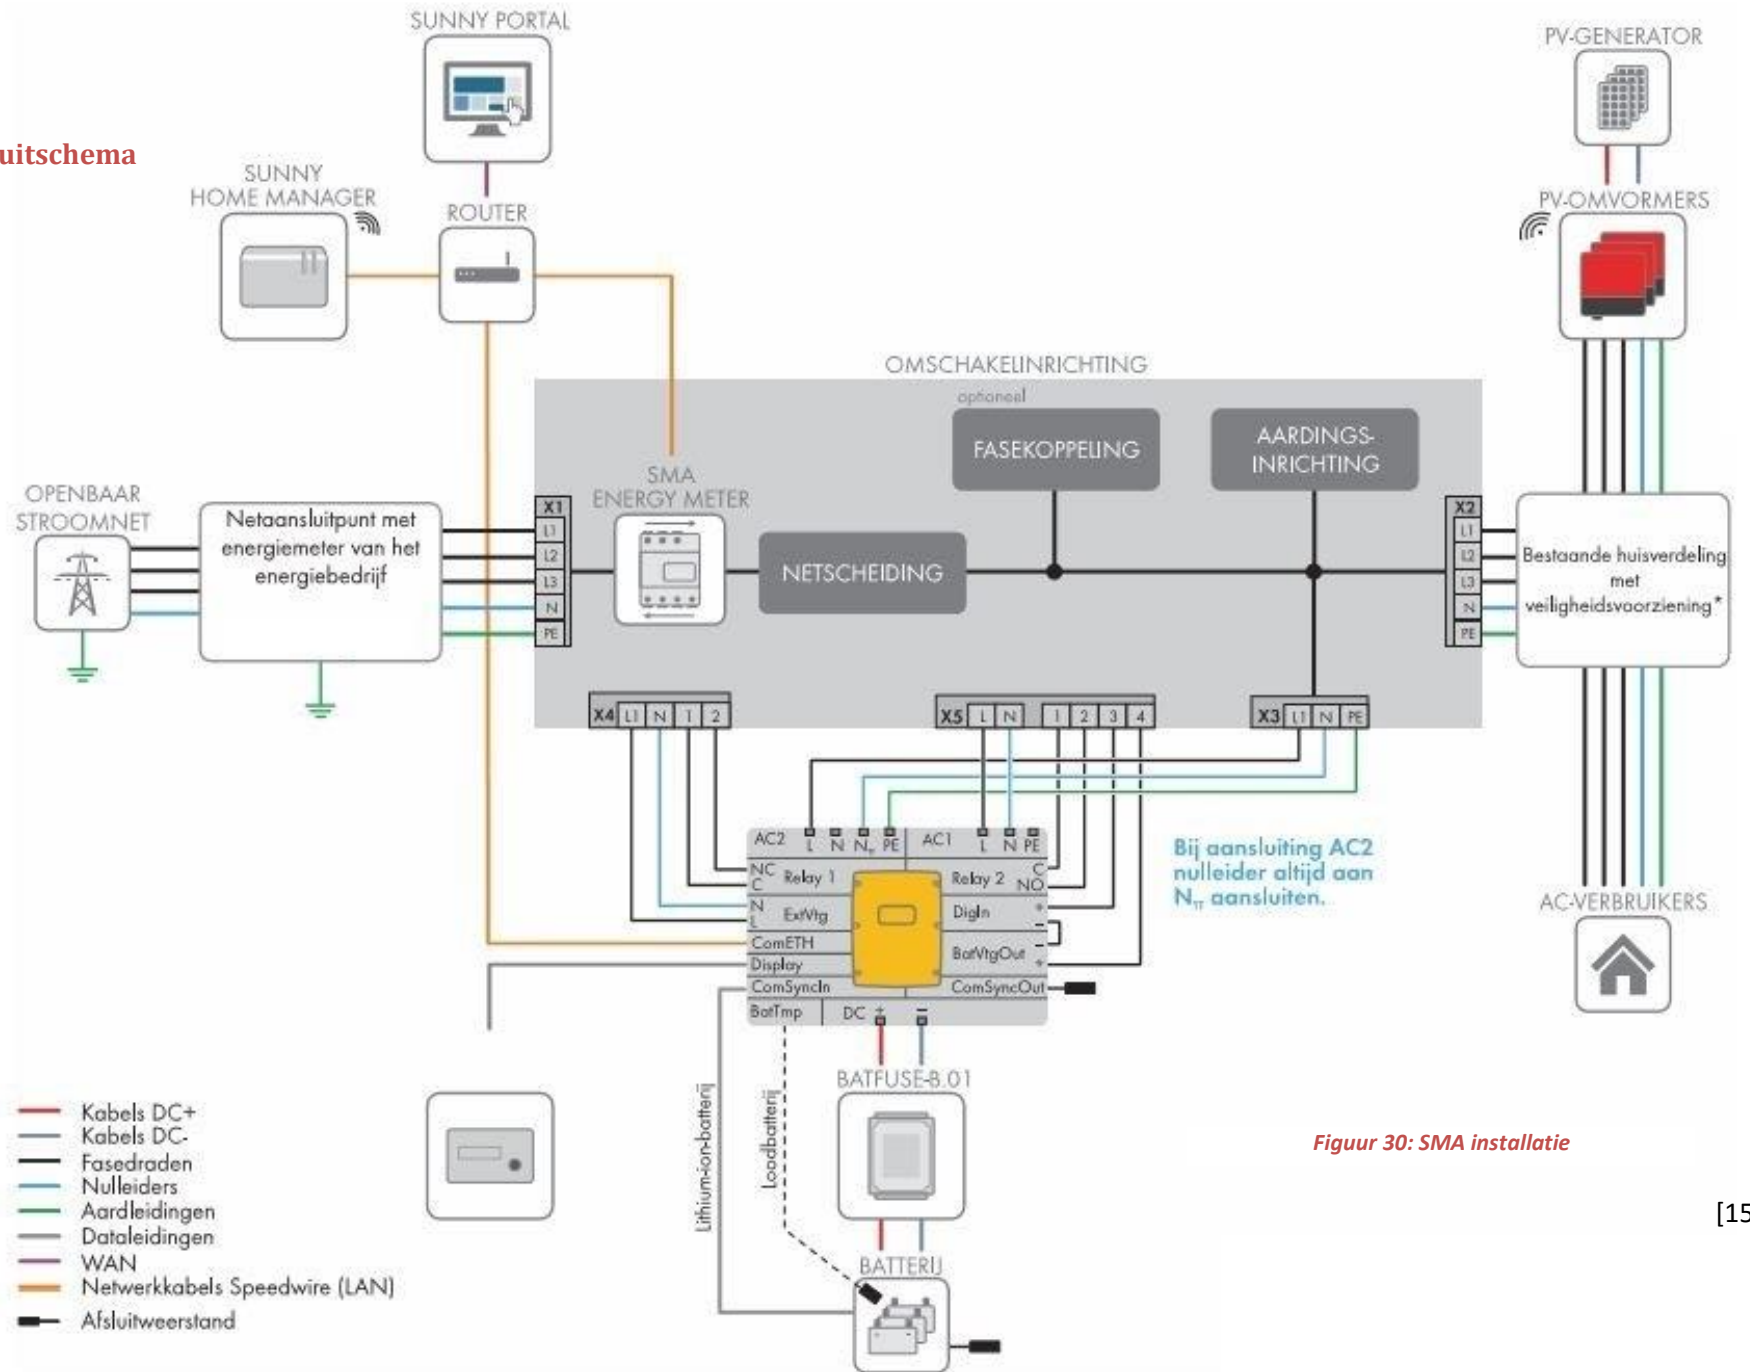 SUNNY PORTAL
PV-GENERATOR
uitschema
SUNNY
HOME MANAGER
ROUTER
PV-OMVORMERS
OMSCHAKELINRICHTING
optioneel
FASEKOPPELING
AARDINGS-
INRICHTING
SMA
ENERGY METER
OPENBAAR
STROOMNET
Netaansluitpunt met
energiemeter van het
energiebedrijf
X1
L1
L2
L3
N
PE
NETSCHEIDING
X2
L1
L2
L3
N
PE
Bestaande huisverdeling
met
veiligheidsvoorziening*
X4 L1 N 1 2
X5 L N 1 2 3 4
X3 L1 N PE
AC2 L N NTT PE AC1 L N PE
NC
C
Relay 1
Relay 2
C
NO
N
L
ExtVtg
DigIn
+
−
ComETH
BatVtgOut
−
+
Display
ComSyncIn
ComSyncOut
BatTmp
DC + −
Bij aansluiting AC2
nulleider altijd aan
NTT aansluiten.
AC-VERBRUIKERS
BATFUSE-B.01
Lithium-ion-batterij
Loodbatterij
BATTERIJ
Kabels DC+
Kabels DC-
Fasedraden
Nulleiders
Aardleidingen
Dataleidingen
WAN
Netwerkkabels Speedwire (LAN)
Afsluitweerstand
Figuur 30: SMA installatie
[15